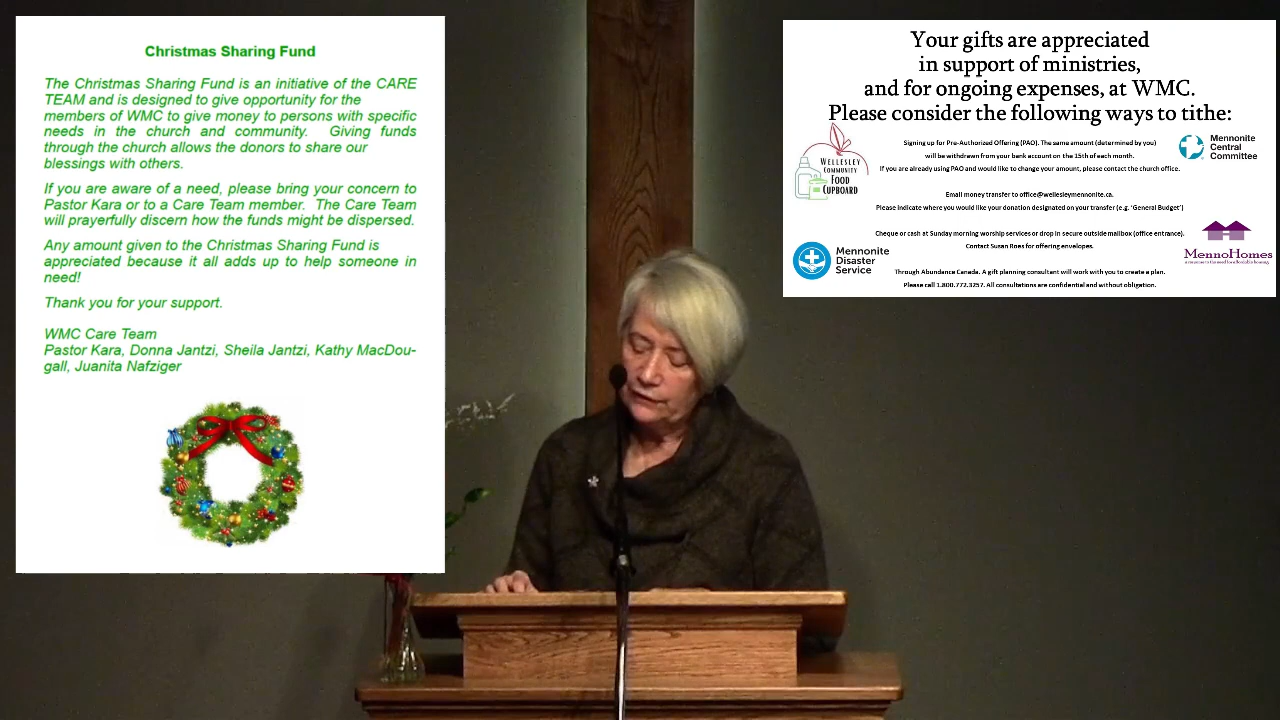 Christmas Sharing Fund
The Christmas Sharing Fund is an initiative of the CARE
TEAM and is designed to give opportunity for the
members of WMC to give money to persons with specific
needs in the church and community. Giving funds
through the church allows the donors to share our
blessings with others.
If you are aware of a need, please bring your concern to
Pastor Kara or to a Care Team member. The Care Team
will prayerfully discern how the funds might be dispersed.
Any amount given to the Christmas Sharing Fund is
appreciated because it all adds up to help someone in
need!
Thank you for your support.
WMC Care Team
Pastor Kara, Donna Jantzi, Sheila Jantzi, Kathy MacDou-
gall, Juanita Nafziger
Your gifts are appreciated
in support of ministries,
and for ongoing expenses, at WMC.
Please consider the following ways to tithe:
Signing up for Pre-Authorized Offering (PAO). The same amount (determined by you)
will be withdrawn from your bank account on the 15th of each month.
If you are already using PAO and would like to change your amount, please contact the church office.
Email money transfer to office@wellesleymennonite.ca.
Please indicate where you would like your donation designated on your transfer (e.g. 'General Budget')
Cheque or cash at Sunday morning worship services or drop in secure outside mailbox (office entrance).
Contact Susan Roes for offering envelopes.
Through Abundance Canada. A gift planning consultant will work with you to create a plan.
Please call 1.800.772.3257. All consultations are confidential and without obligation.
Wellesley
Community
Food
Cupboard
Mennonite
Central
Committee
Mennonite
Disaster
Service
MennoHomes
a response to the need for affordable housing